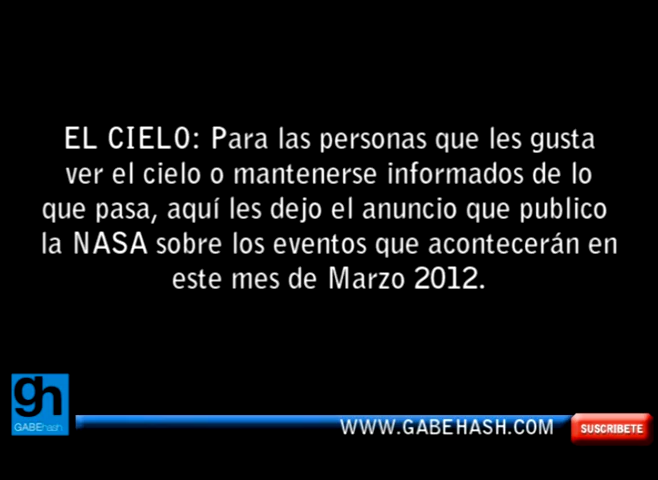 EL CIELO: Para las personas que les gusta
ver el cielo o mantenerse informados de lo
que pasa, aquí les dejo el anuncio que publico
la NASA sobre los eventos que acontecerán en
este mes de Marzo 2012.
gh
GABEhash
WWW.GABEHASH.COM
SUSCRIBETE